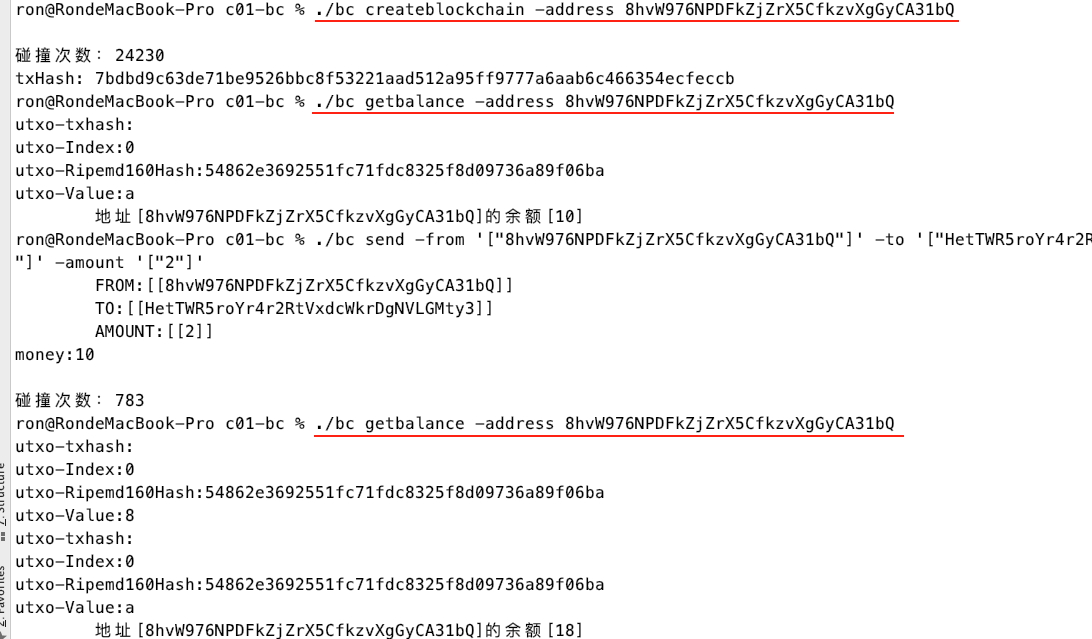 ron@RondeMacBook-Pro c01-bc % ./bc createblockchain -address 8hvW976NPDFkZjZrX5CfkzvXgGyCA31bQ
碰撞次数: 24230
txHash: 7bdbd9c63de71be9526bbc8f53221aad512a95ff9777a6aab6c466354ecfeccb
ron@RondeMacBook-Pro c01-bc % ./bc getbalance -address 8hvW976NPDFkZjZrX5CfkzvXgGyCA31bQ
utxo-txhash:
utxo-Index:0
utxo-Ripemd160Hash:54862e3692551fc71fdc8325f8d09736a89f06ba
utxo-Value:a
地址[8hvW976NPDFkZjZrX5CfkzvXgGyCA31bQ]的余额[10]
ron@RondeMacBook-Pro c01-bc % ./bc send -from '["8hvW976NPDFkZjZrX5CfkzvXgGyCA31bQ"]' -to '["HetTWR5roYr4r2R
"]' -amount '["2"]'
FROM:[[8hvW976NPDFkZjZrX5CfkzvXgGyCA31bQ]]
TO:[[HetTWR5roYr4r2RtVxdcWkrDgNVLGMty3]]
AMOUNT:[[2]]
money:10
碰撞次数: 783
ron@RondeMacBook-Pro c01-bc % ./bc getbalance -address 8hvW976NPDFkZjZrX5CfkzvXgGyCA31bQ
utxo-txhash:
utxo-Index:0
utxo-Ripemd160Hash:54862e3692551fc71fdc8325f8d09736a89f06ba
utxo-Value:8
utxo-txhash:
utxo-Index:0
utxo-Ripemd160Hash:54862e3692551fc71fdc8325f8d09736a89f06ba
utxo-Value:a
地址[8hvW976NPDFkZjZrX5CfkzvXgGyCA31bQ]的余额[18]
Z: Structure
2: Favorites